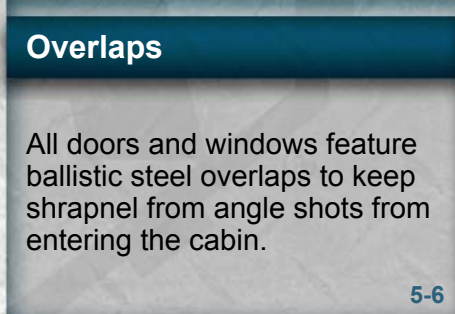 Overlaps
All doors and windows feature
ballistic steel overlaps to keep
shrapnel from angle shots from
entering the cabin.
5-6